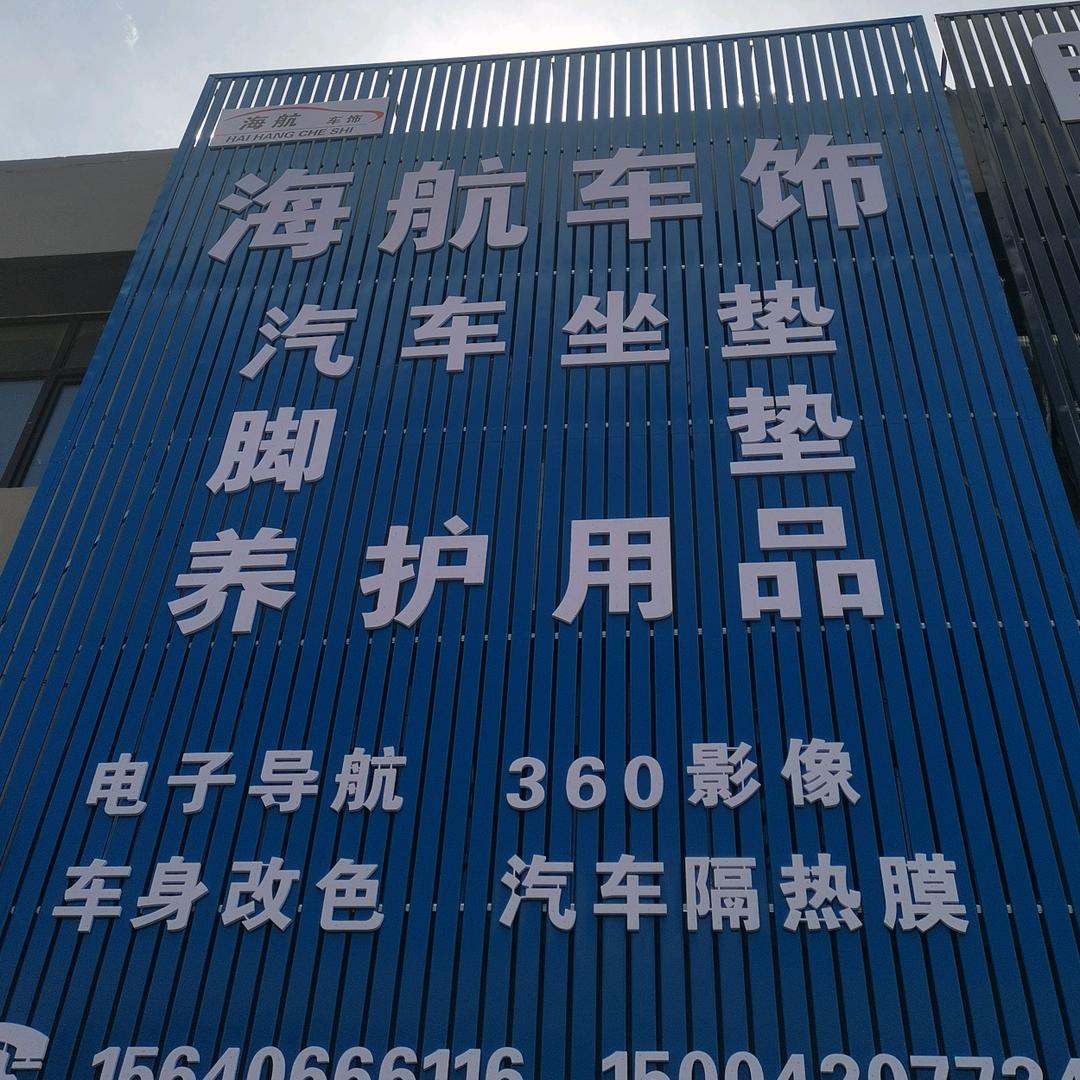 海航 车饰
HAI HANG CHE SHI
海航车饰
汽车坐垫
脚垫
养护用品
电子导航 360影像
车身改色 汽车隔热膜
15640666116